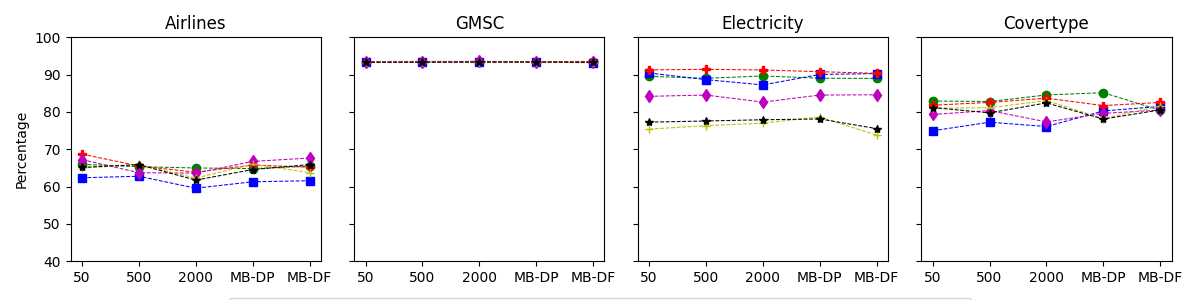 Airlines GMSC Electricity Covertype
100
90
80
70
60
50
40
Percentage
50 500 2000 MB-DP MB-DF 50 500 2000 MB-DP MB-DF 50 500 2000 MB-DP MB-DF 50 500 2000 MB-DP MB-DF